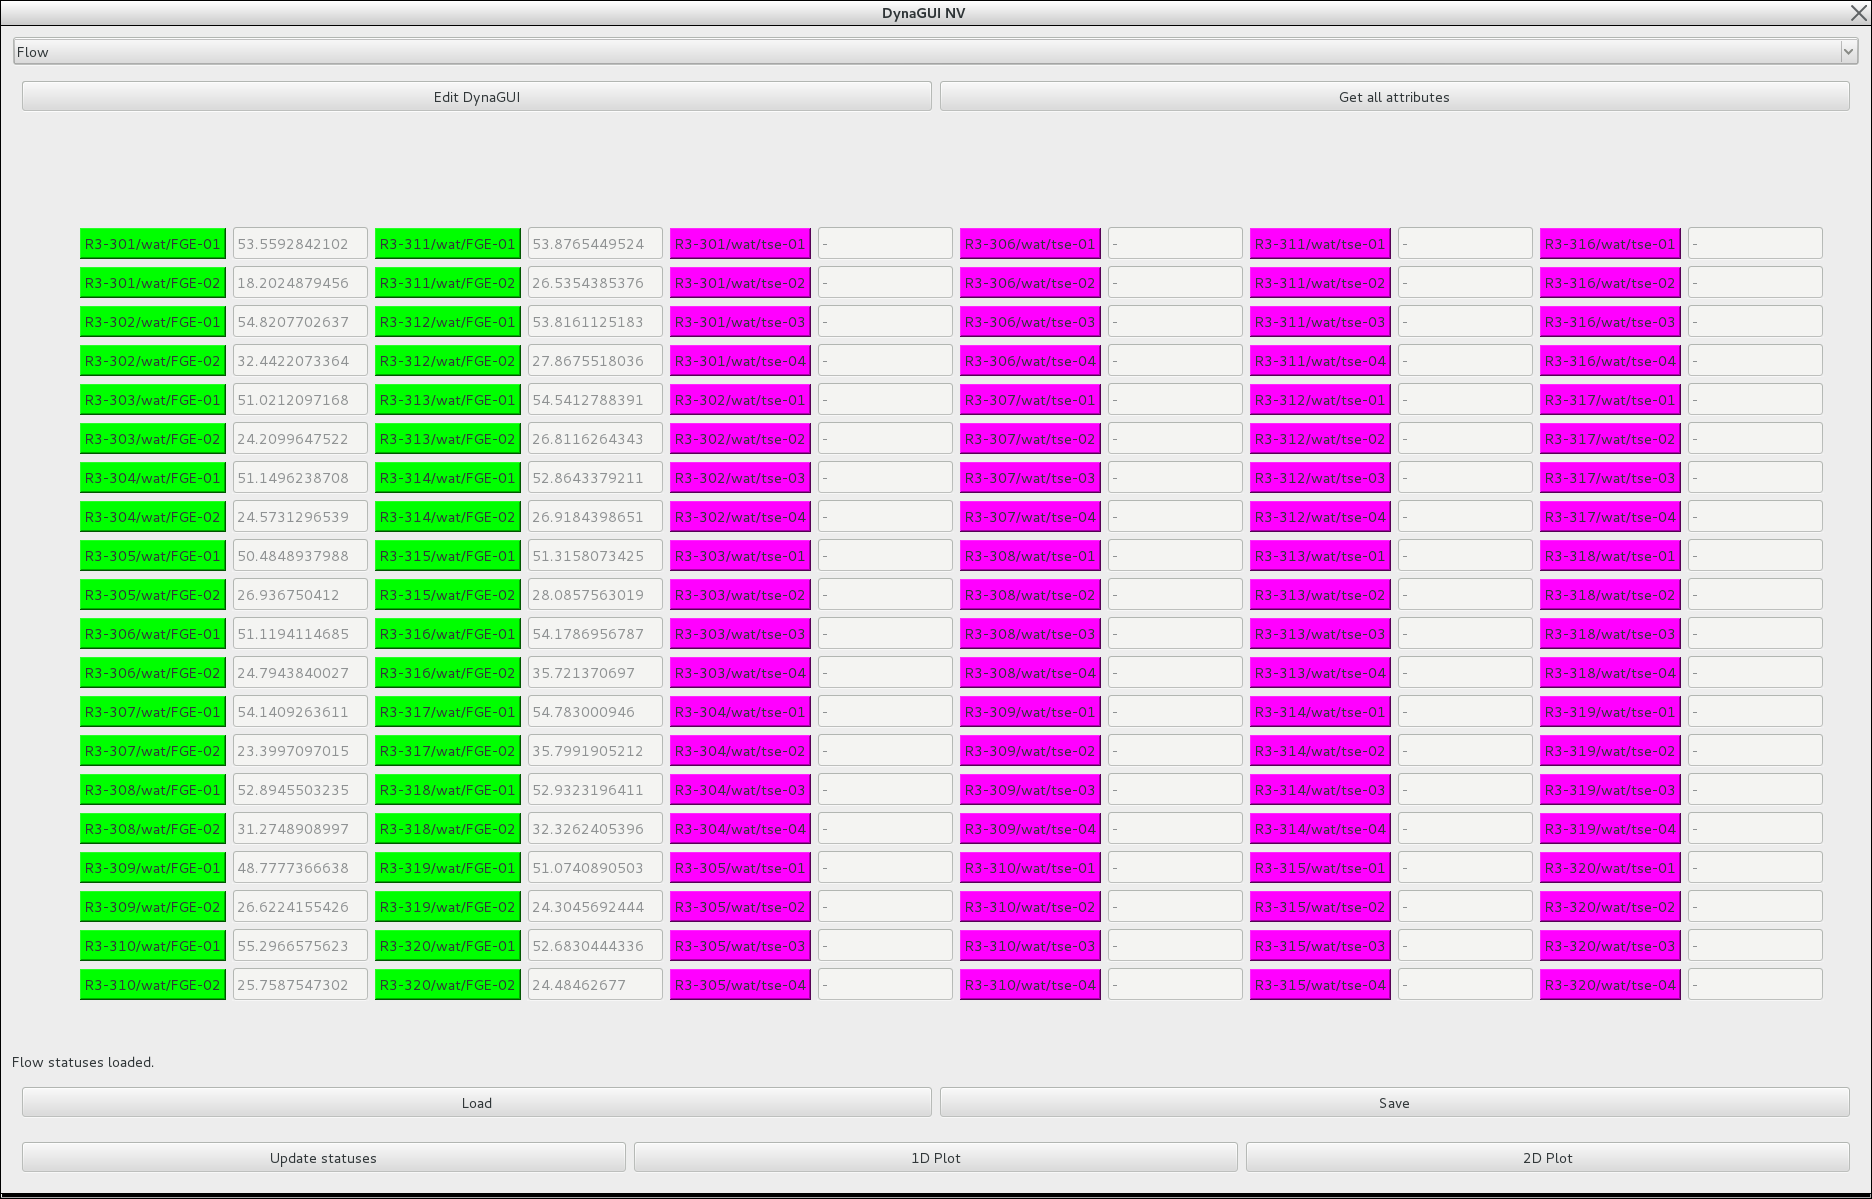 DynaGUI NV
Flow
Edit DynaGUI Get all attributes
R3-301/wat/FGE-01 53.5592842102 R3-311/wat/FGE-01 53.8765449524 R3-301/wat/tse-01 - R3-306/wat/tse-01 - R3-311/wat/tse-01 - R3-316/wat/tse-01 -
R3-301/wat/FGE-02 18.2024879456 R3-311/wat/FGE-02 26.5354385376 R3-301/wat/tse-02 - R3-306/wat/tse-02 - R3-311/wat/tse-02 - R3-316/wat/tse-02 -
R3-302/wat/FGE-01 54.8207702637 R3-312/wat/FGE-01 53.8161125183 R3-301/wat/tse-03 - R3-306/wat/tse-03 - R3-311/wat/tse-03 - R3-316/wat/tse-03 -
R3-302/wat/FGE-02 32.4422073364 R3-312/wat/FGE-02 27.8675518036 R3-301/wat/tse-04 - R3-306/wat/tse-04 - R3-311/wat/tse-04 - R3-316/wat/tse-04 -
R3-303/wat/FGE-01 51.0212097168 R3-313/wat/FGE-01 54.5412788391 R3-302/wat/tse-01 - R3-307/wat/tse-01 - R3-312/wat/tse-01 - R3-317/wat/tse-01 -
R3-303/wat/FGE-02 24.2099647522 R3-313/wat/FGE-02 26.8116264343 R3-302/wat/tse-02 - R3-307/wat/tse-02 - R3-312/wat/tse-02 - R3-317/wat/tse-02 -
R3-304/wat/FGE-01 51.1496238708 R3-314/wat/FGE-01 52.8643379211 R3-302/wat/tse-03 - R3-307/wat/tse-03 - R3-312/wat/tse-03 - R3-317/wat/tse-03 -
R3-304/wat/FGE-02 24.5731296539 R3-314/wat/FGE-02 26.9184398651 R3-302/wat/tse-04 - R3-307/wat/tse-04 - R3-312/wat/tse-04 - R3-317/wat/tse-04 -
R3-305/wat/FGE-01 50.4848937988 R3-315/wat/FGE-01 51.3158073425 R3-303/wat/tse-01 - R3-308/wat/tse-01 - R3-313/wat/tse-01 - R3-318/wat/tse-01 -
R3-305/wat/FGE-02 26.936750412 R3-315/wat/FGE-02 28.0857563019 R3-303/wat/tse-02 - R3-308/wat/tse-02 - R3-313/wat/tse-02 - R3-318/wat/tse-02 -
R3-306/wat/FGE-01 51.1194114685 R3-316/wat/FGE-01 54.1786956787 R3-303/wat/tse-03 - R3-308/wat/tse-03 - R3-313/wat/tse-03 - R3-318/wat/tse-03 -
R3-306/wat/FGE-02 24.7943840027 R3-316/wat/FGE-02 35.721370697 R3-303/wat/tse-04 - R3-308/wat/tse-04 - R3-313/wat/tse-04 - R3-318/wat/tse-04 -
R3-307/wat/FGE-01 54.1409263611 R3-317/wat/FGE-01 54.783000946 R3-304/wat/tse-01 - R3-309/wat/tse-01 - R3-314/wat/tse-01 - R3-319/wat/tse-01 -
R3-307/wat/FGE-02 23.3997097015 R3-317/wat/FGE-02 35.7991905212 R3-304/wat/tse-02 - R3-309/wat/tse-02 - R3-314/wat/tse-02 - R3-319/wat/tse-02 -
R3-308/wat/FGE-01 52.8945503235 R3-318/wat/FGE-01 52.9323196411 R3-304/wat/tse-03 - R3-309/wat/tse-03 - R3-314/wat/tse-03 - R3-319/wat/tse-03 -
R3-308/wat/FGE-02 31.2748908997 R3-318/wat/FGE-02 32.3262405396 R3-304/wat/tse-04 - R3-309/wat/tse-04 - R3-314/wat/tse-04 - R3-319/wat/tse-04 -
R3-309/wat/FGE-01 48.7777366638 R3-319/wat/FGE-01 51.0740890503 R3-305/wat/tse-01 - R3-310/wat/tse-01 - R3-315/wat/tse-01 - R3-320/wat/tse-01 -
R3-309/wat/FGE-02 26.6224155426 R3-319/wat/FGE-02 24.3045692444 R3-305/wat/tse-02 - R3-310/wat/tse-02 - R3-315/wat/tse-02 - R3-320/wat/tse-02 -
R3-310/wat/FGE-01 55.2966575623 R3-320/wat/FGE-01 52.6830444336 R3-305/wat/tse-03 - R3-310/wat/tse-03 - R3-315/wat/tse-03 - R3-320/wat/tse-03 -
R3-310/wat/FGE-02 25.7587547302 R3-320/wat/FGE-02 24.48462677 R3-305/wat/tse-04 - R3-310/wat/tse-04 - R3-315/wat/tse-04 - R3-320/wat/tse-04 -
Flow statuses loaded.
Load Save
Update statuses 1D Plot 2D Plot